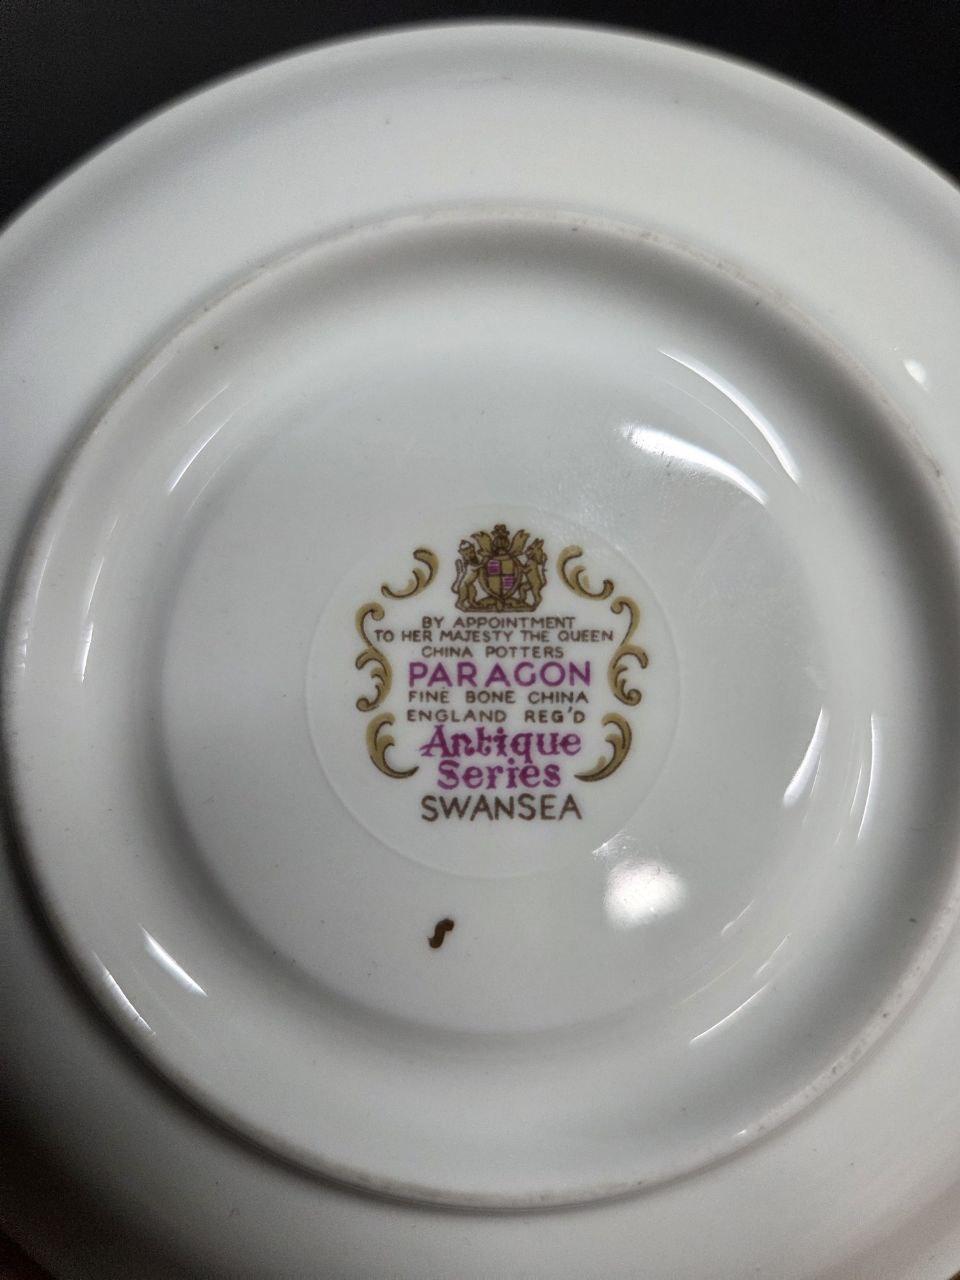 BY APPOINTMENT
TO HER MAJESTY THE QUEEN
CHINA POTTERS
PARAGON
FINE BONE CHINA
ENGLAND REG'D
Antique
Series
SWANSEA